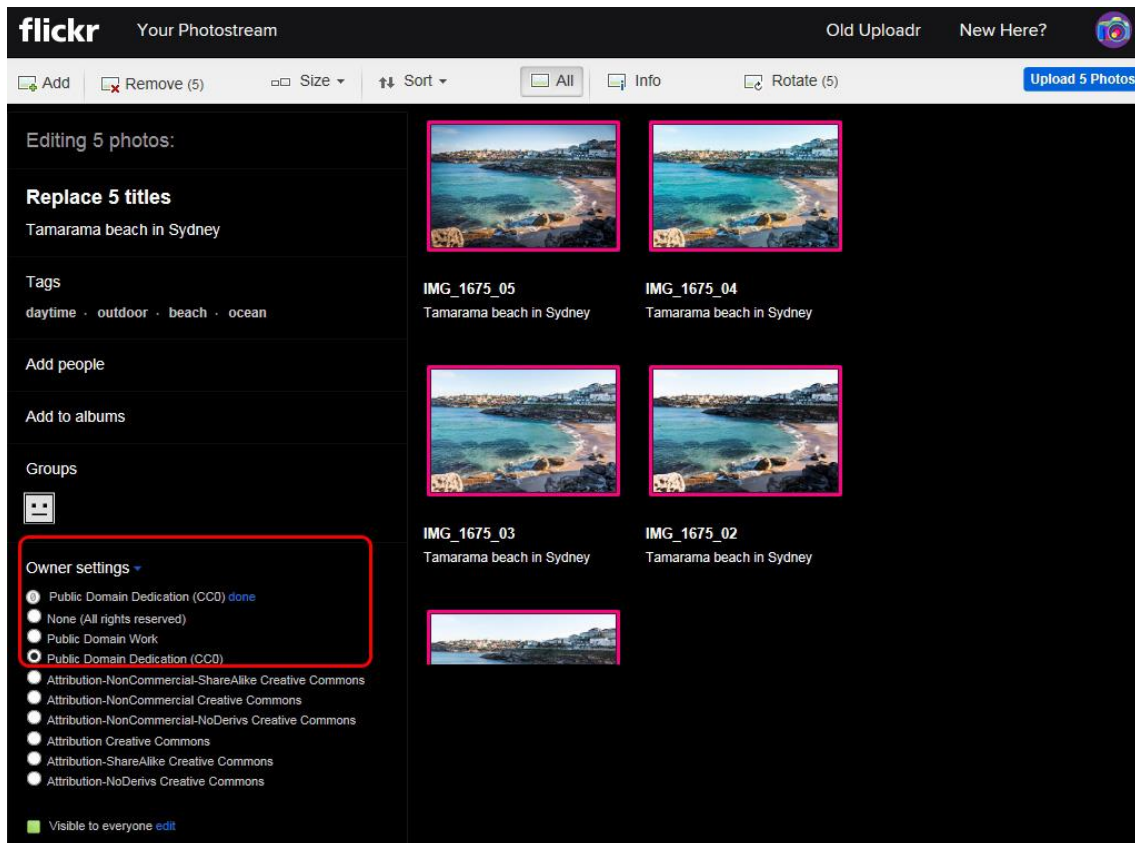 flickr Your Photostream Old Uploadr New Here?
Add Remove (5) Size Sort All Info Rotate (5) Upload 5 Photos
Editing 5 photos:
Replace 5 titles
Tamarama beach in Sydney
Tags
daytime · outdoor · beach · ocean
Add people
Add to albums
Groups
Owner settings
Public Domain Dedication (CC0) done
None (All rights reserved)
Public Domain Work
Public Domain Dedication (CC0)
Attribution-NonCommercial-ShareAlike Creative Commons
Attribution-NonCommercial Creative Commons
Attribution-NonCommercial-NoDerivs Creative Commons
Attribution Creative Commons
Attribution-ShareAlike Creative Commons
Attribution-NoDerivs Creative Commons
Visible to everyone edit
IMG_1675_05 IMG_1675_04
Tamarama beach in Sydney Tamarama beach in Sydney
IMG_1675_03 IMG_1675_02
Tamarama beach in Sydney Tamarama beach in Sydney